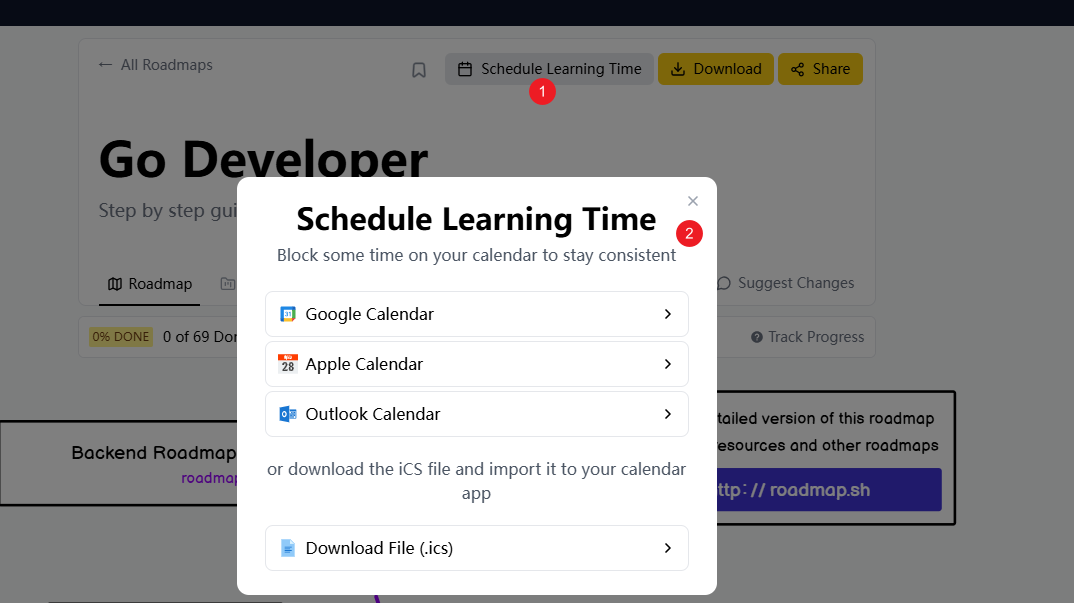 ← All Roadmaps
Schedule Learning Time
Download
Share
1
Go Developer
Step by step gui
Schedule Learning Time
2
Block some time on your calendar to stay consistent
Roadmap
Suggest Changes
31
Google Calendar
0% DONE
0 of 69 Don
Track Progress
28
Apple Calendar
Outlook Calendar
tailed version of this roadmap
esources and other roadmaps
Backend Roadmap
roadmap
or download the iCS file and import it to your calendar
app
ttp://roadmap.sh
Download File (.ics)